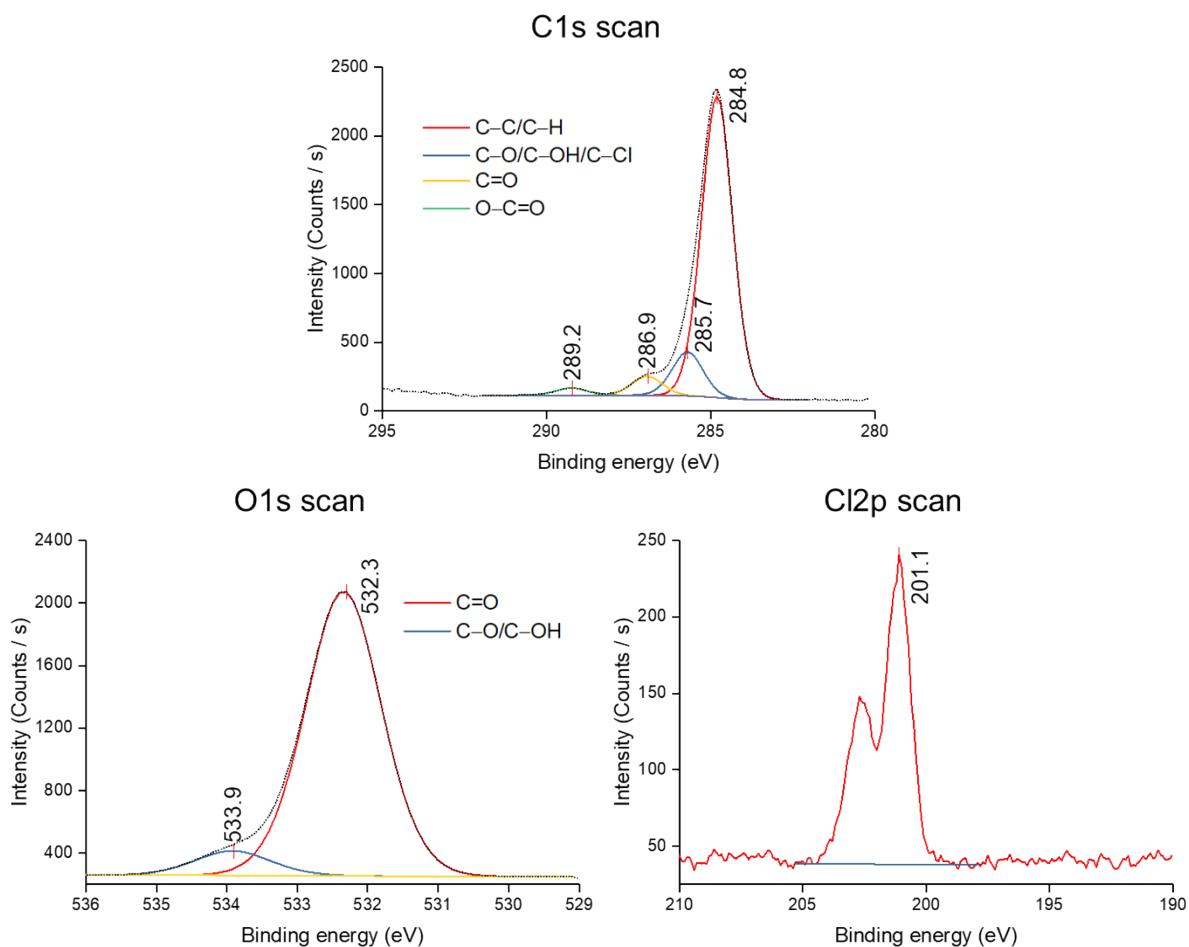 C1s scan
Intensity (Counts / s)
2500
2000
1500
1000
500
0
C–C/C–H
C–O/C–OH/C–Cl
C=O
O–C=O
289.2
286.9
285.7
284.8
295
290
285
280
Binding energy (eV)
O1s scan
Intensity (Counts / s)
2400
2000
1600
1200
800
400
533.9
532.3
C=O
C–O/C–OH
536
535
534
533
532
531
530
529
Binding energy (eV)
Cl2p scan
Intensity (Counts / s)
250
200
150
100
50
201.1
210
205
200
195
190
Binding energy (eV)